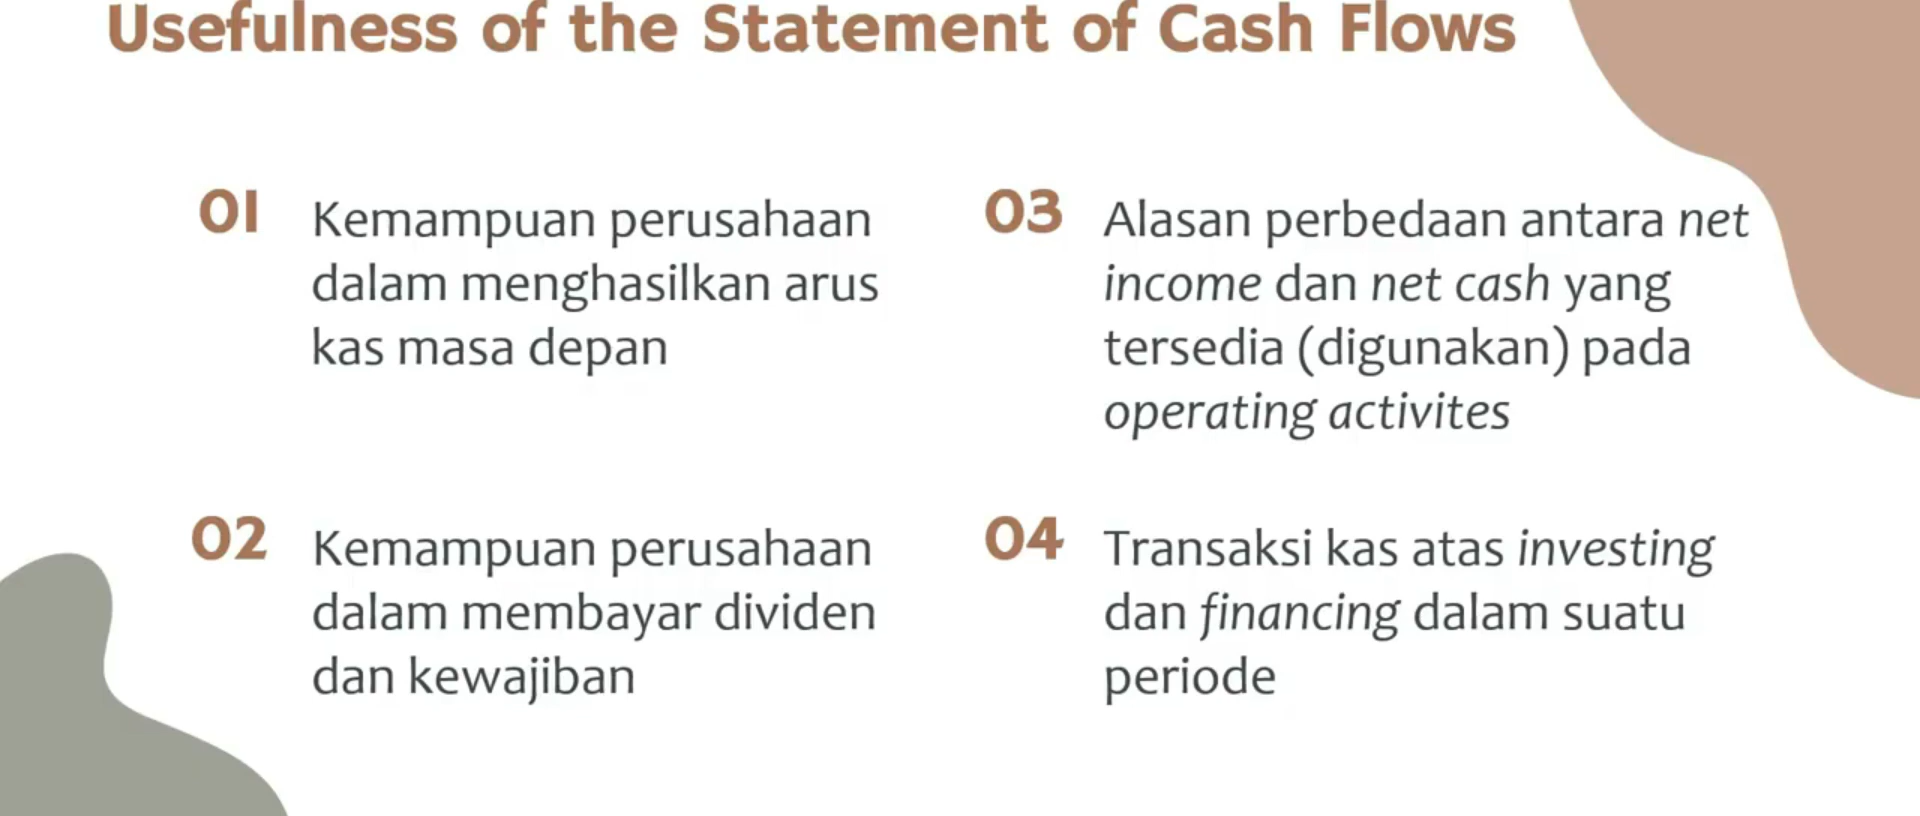 Usefulness of the Statement of Cash Flows
01
Kemampuan perusahaan
dalam menghasilkan arus
kas masa depan
02
Kemampuan perusahaan
dalam membayar dividen
dan kewajiban
03
Alasan perbedaan antara net
income dan net cash yang
tersedia (digunakan) pada
operating activites
04
Transaksi kas atas investing
dan financing dalam suatu
periode